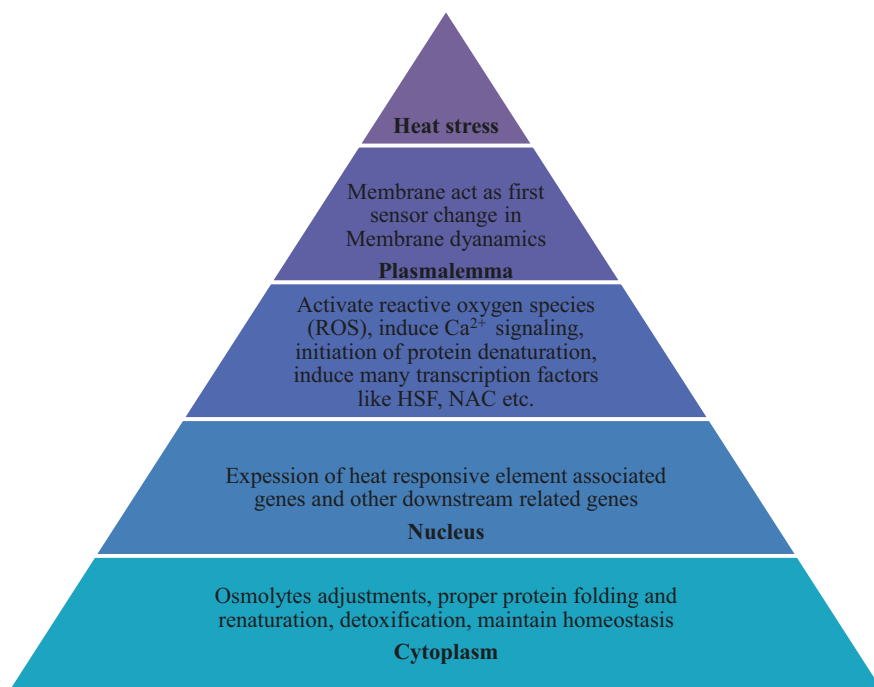 Heat stress
Membrane act as first
sensor change in
Membrane dyanamics
Plasmalemma
Activate reactive oxygen species
(ROS), induce Ca²⁺ signaling,
initiation of protein denaturation,
induce many transcription factors
like HSF, NAC etc.
Expession of heat responsive element associated
genes and other downstream related genes
Nucleus
Osmolytes adjustments, proper protein folding and
renaturation, detoxification, maintain homeostasis
Cytoplasm